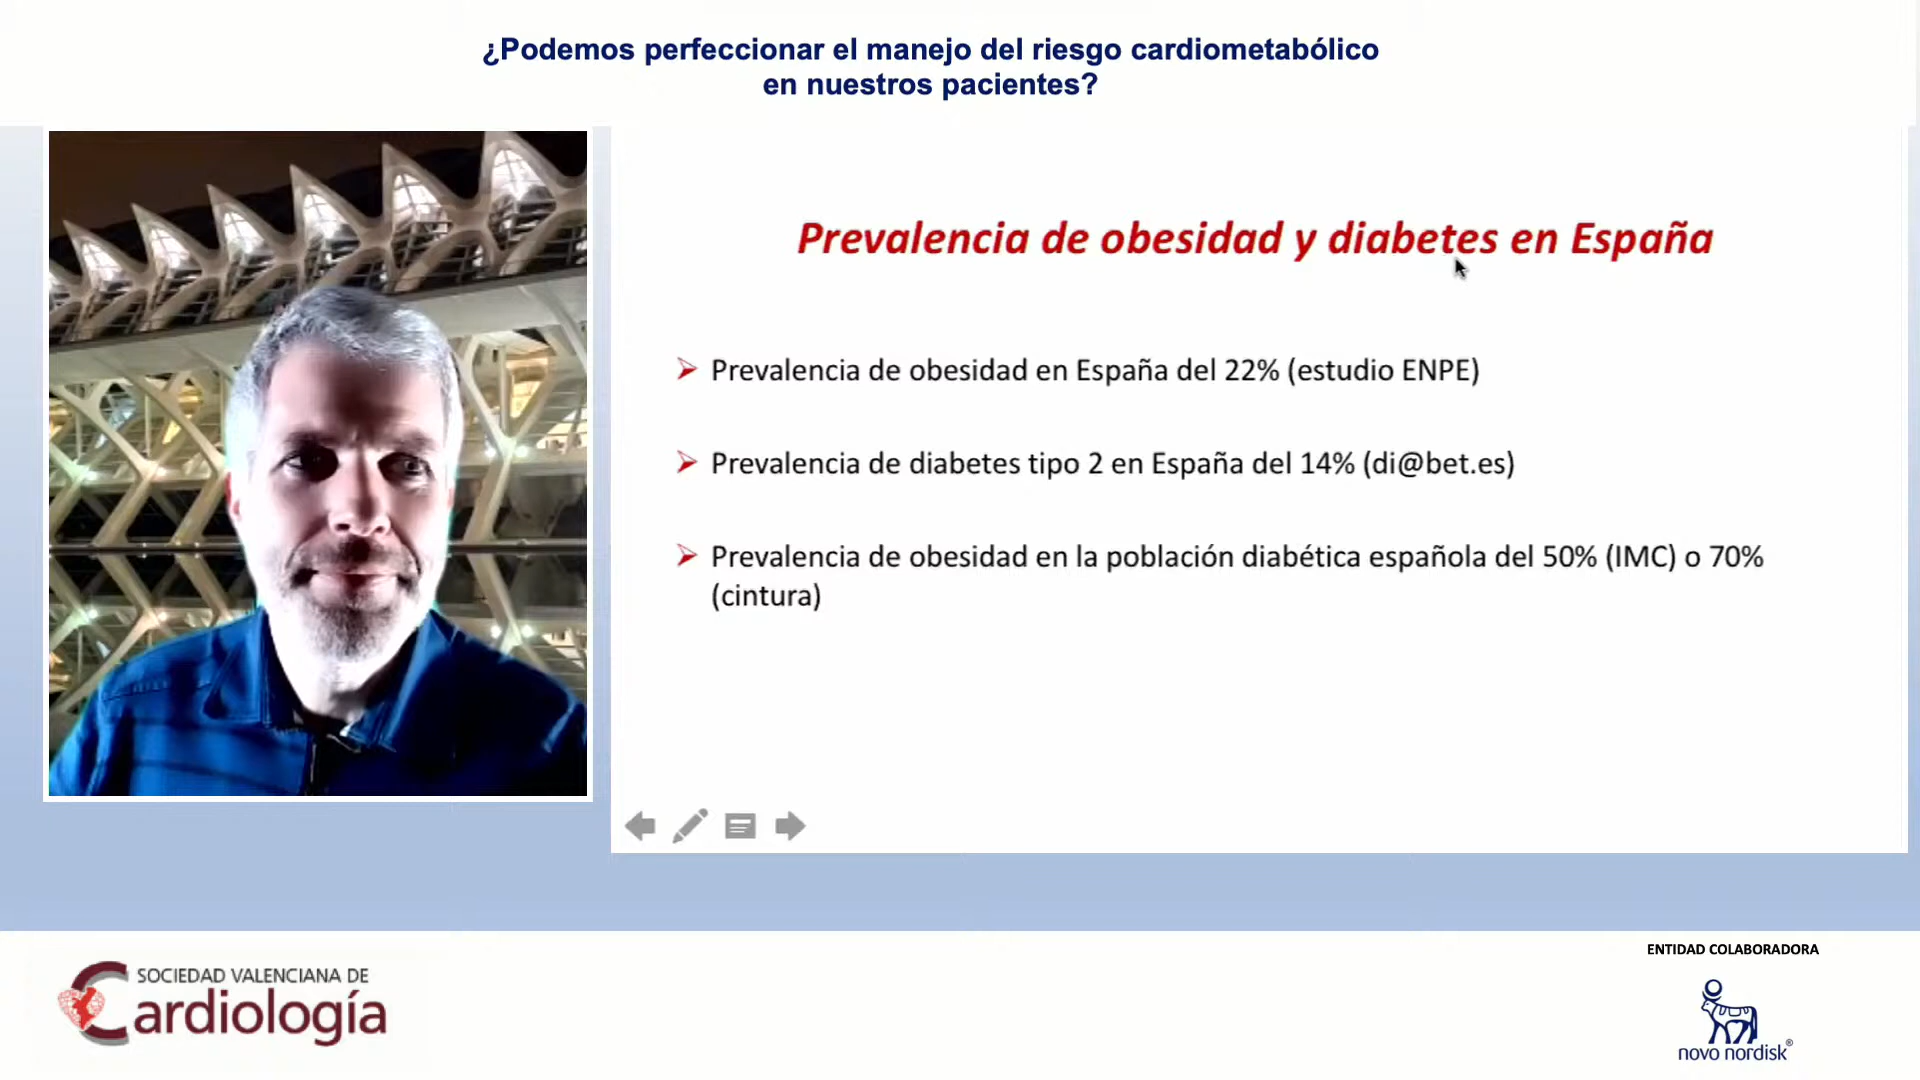 ¿Podemos perfeccionar el manejo del riesgo cardiometabólico
en nuestros pacientes?
Prevalencia de obesidad y diabetes en España
Prevalencia de obesidad en España del 22% (estudio ENPE)
Prevalencia de diabetes tipo 2 en España del 14% (di@bet.es)
Prevalencia de obesidad en la población diabética española del 50% (IMC) o 70%
(cintura)
SOCIEDAD VALENCIANA DE
Cardiología
ENTIDAD COLABORADORA
novo nordisk®